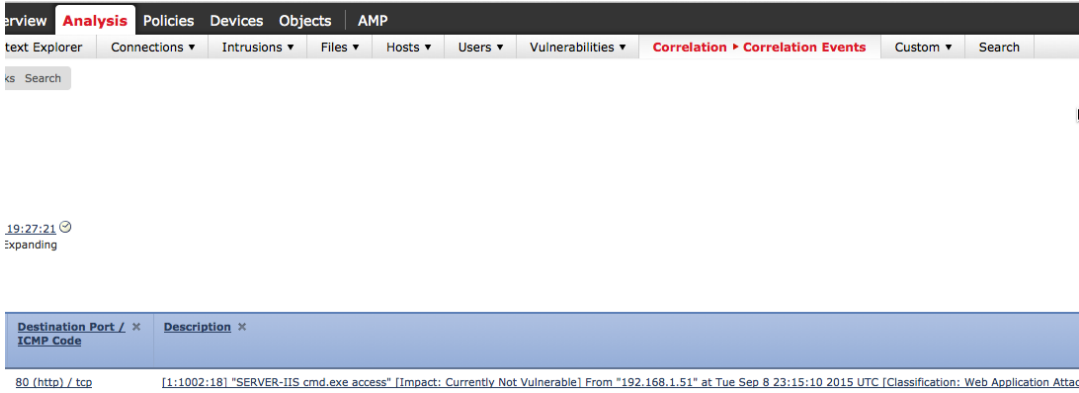 erview Analysis Policies Devices Objects AMP
text Explorer Connections ▾ Intrusions ▾ Files ▾ Hosts ▾ Users ▾ Vulnerabilities ▾ Correlation ▸ Correlation Events Custom ▾ Search
ks Search
19:27:21
Expanding
Destination Port / × Description ×
ICMP Code
80 (http) / tcp [1:1002:18] "SERVER-IIS cmd.exe access" [Impact: Currently Not Vulnerable] From "192.168.1.51" at Tue Sep 8 23:15:10 2015 UTC [Classification: Web Application Attac